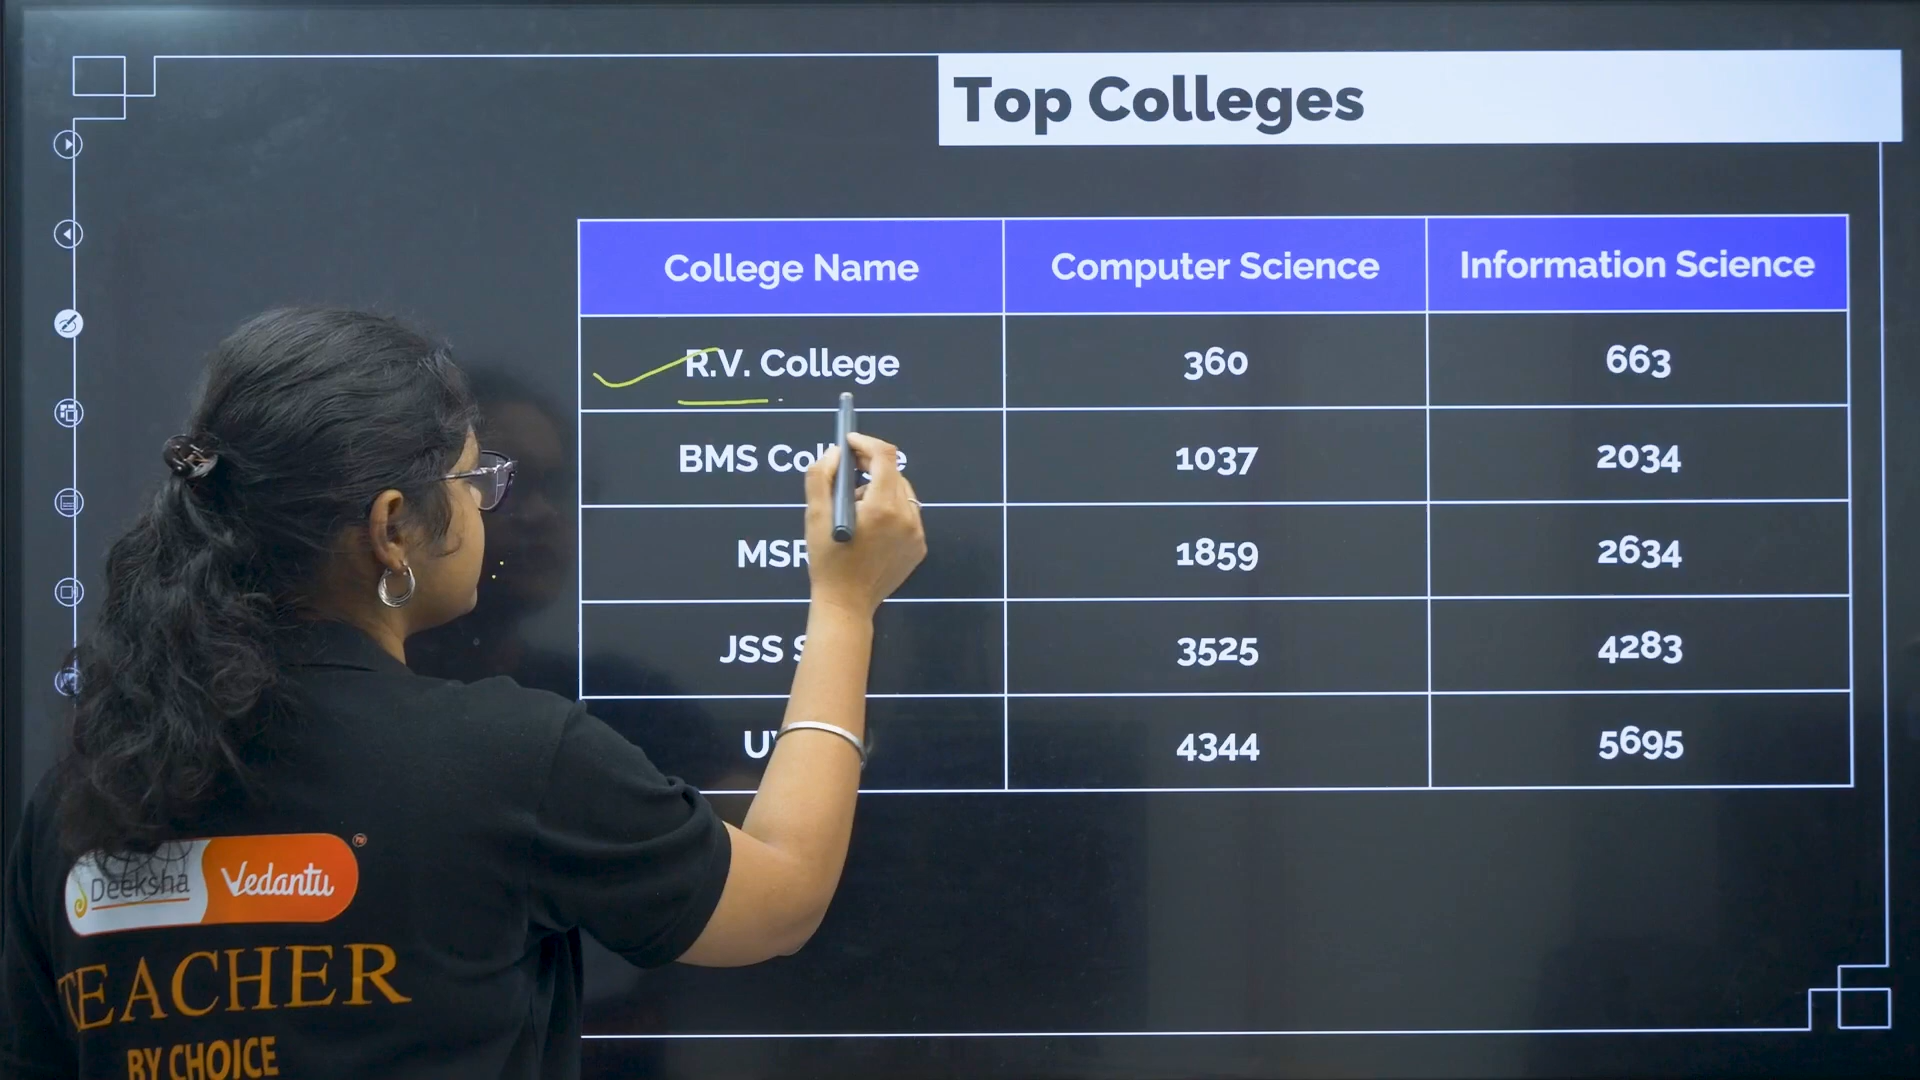 Top Colleges
College Name Computer Science Information Science
R.V. College 360 663
BMS 1037 2034
1859 2634
JSS 3525 4283
4344 5695
Deeksha Vedantu
TEACHER
BY CHOICE